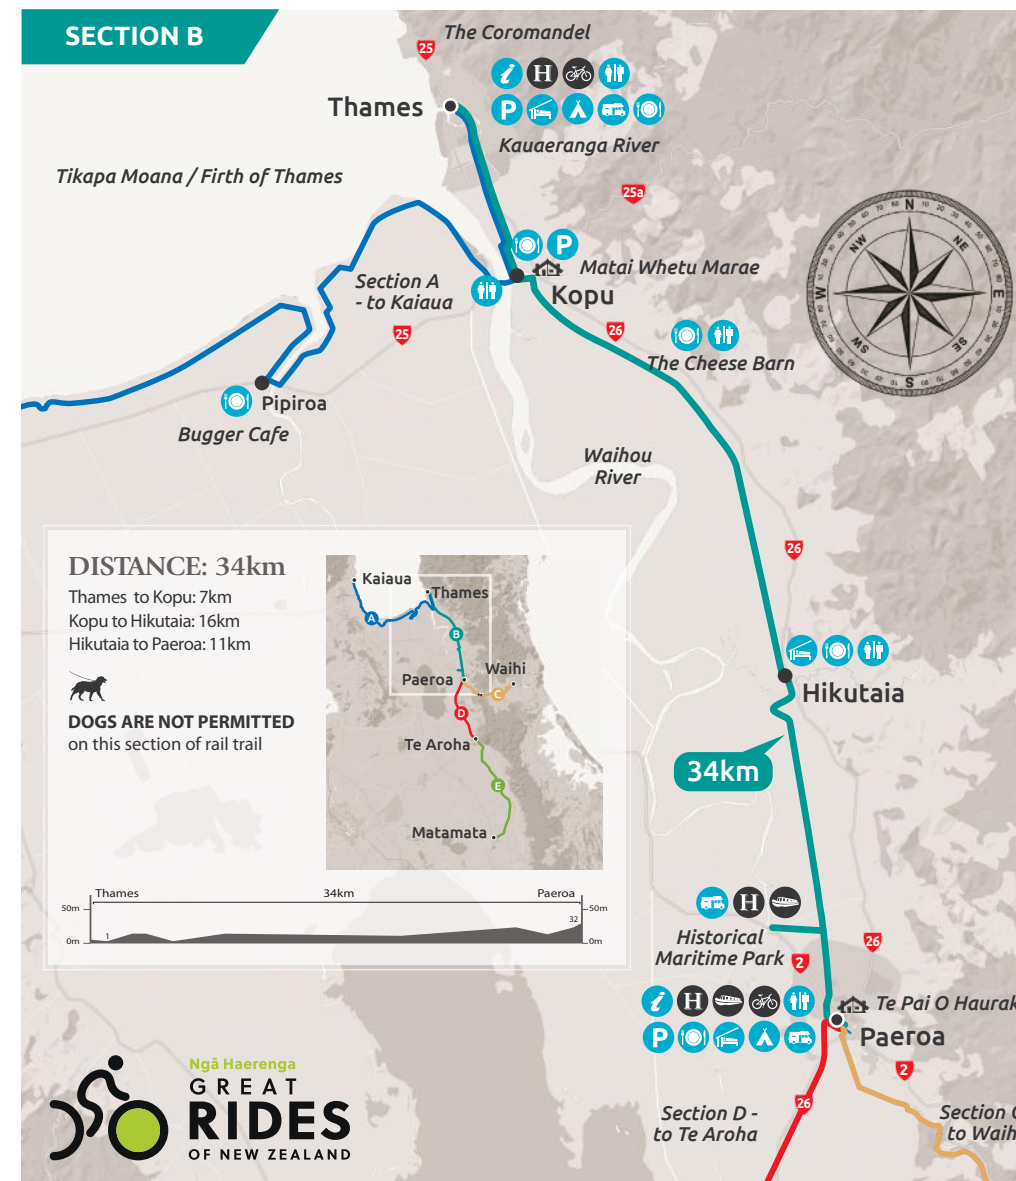 SECTION B
25
The Coromandel
i H
Thames
P
Kauaeranga River
Tikapa Moana / Firth of Thames
25a
N
NE
E
SE
S
SW
W
NW
P
Matai Whetu Marae
Section A
- to Kaiaua
Kopu
25
26
The Cheese Barn
Pipiroa
Bugger Cafe
Waihou
River
26
DISTANCE: 34km
Thames to Kopu: 7km
Kopu to Hikutaia: 16km
Hikutaia to Paeroa: 11km
DOGS ARE NOT PERMITTED
on this section of rail trail
Kaiaua
Thames
A
B
Waihi
Paeroa
C
D
Te Aroha
E
Matamata
Hikutaia
34km
Thames 34km Paeroa
50m 50m
32
1
0m 0m
H
Historical
Maritime Park
2
26
i H
Te Pai O Haurak
P
Paeroa
2
26
Section D -
to Te Aroha
Section
to Waih
Ngā Haerenga
GREAT
RIDES
OF NEW ZEALAND